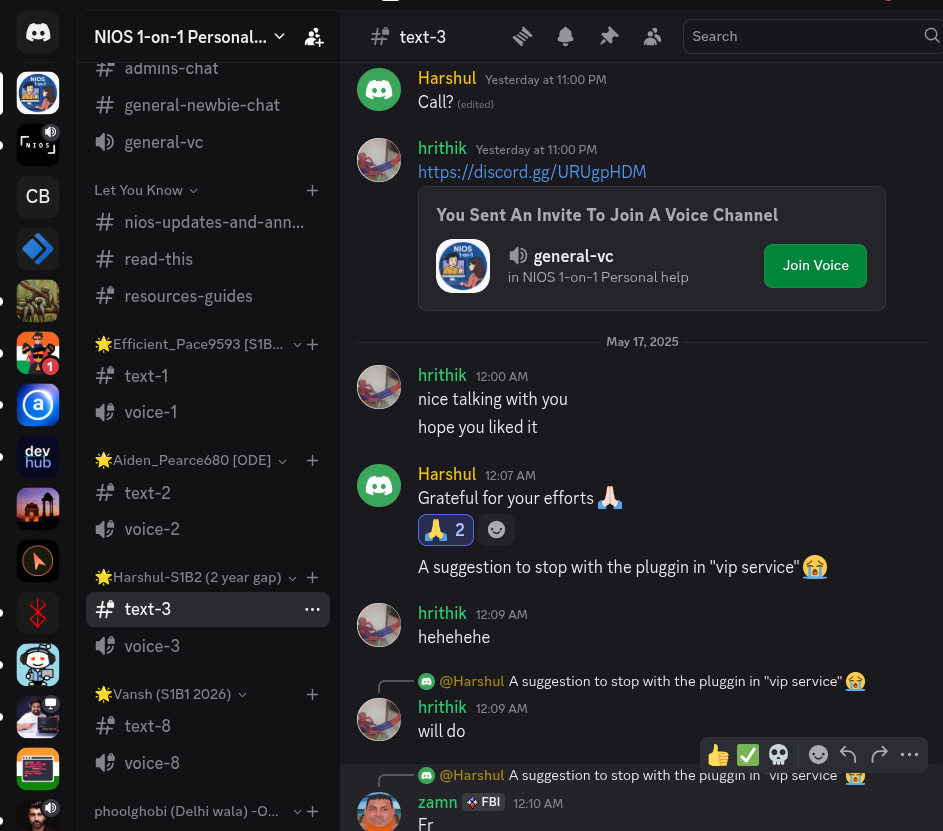 NIOS 1-on-1 Personal...
text-3
Search
admins-chat
general-newbie-chat
general-vc
Let You Know
nios-updates-and-ann...
read-this
resources-guides
🌟Efficient_Pace9593 [S1B...
text-1
voice-1
🌟Aiden_Pearce680 [ODE]
text-2
voice-2
🌟Harshul-S1B2 (2 year gap)
text-3
voice-3
🌟Vansh (S1B1 2026)
text-8
voice-8
phoolghobi (Delhi wala) -O...
NIOS
CB
1
a
dev
hub
Harshul Yesterday at 11:00 PM
Call? (edited)
hrithik Yesterday at 11:00 PM
https://discord.gg/URUgpHDM
You Sent An Invite To Join A Voice Channel
NIOS
1-on-1
general-vc
in NIOS 1-on-1 Personal help
Join Voice
May 17, 2025
hrithik 12:00 AM
nice talking with you
hope you liked it
Harshul 12:07 AM
Grateful for your efforts 🙏🏻
🙏 2
A suggestion to stop with the pluggin in "vip service" 😭
hrithik 12:09 AM
hehehehe
@Harshul A suggestion to stop with the pluggin in "vip service" 😭
hrithik 12:09 AM
will do
@Harshul A suggestion to stop with the pluggin in "vip service" 😭
zamn FBI 12:10 AM
Fr